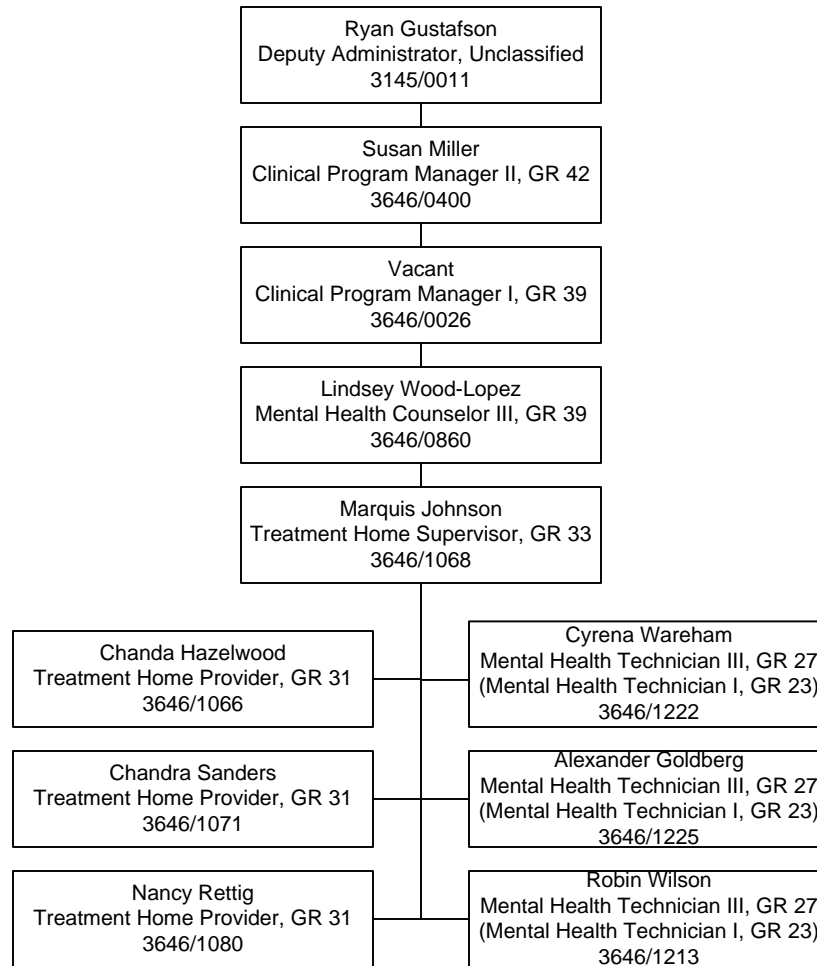 Ryan Gustafson
Deputy Administrator, Unclassified
3145/0011
Susan Miller
Clinical Program Manager II, GR 42
3646/0400
Vacant
Clinical Program Manager I, GR 39
3646/0026
Lindsey Wood-Lopez
Mental Health Counselor III, GR 39
3646/0860
Marquis Johnson
Treatment Home Supervisor, GR 33
3646/1068
Chanda Hazelwood
Treatment Home Provider, GR 31
3646/1066
Cyrena Wareham
Mental Health Technician III, GR 27
(Mental Health Technician I, GR 23)
3646/1222
Chandra Sanders
Treatment Home Provider, GR 31
3646/1071
Alexander Goldberg
Mental Health Technician III, GR 27
(Mental Health Technician I, GR 23)
3646/1225
Nancy Rettig
Treatment Home Provider, GR 31
3646/1080
Robin Wilson
Mental Health Technician III, GR 27
(Mental Health Technician I, GR 23)
3646/1213